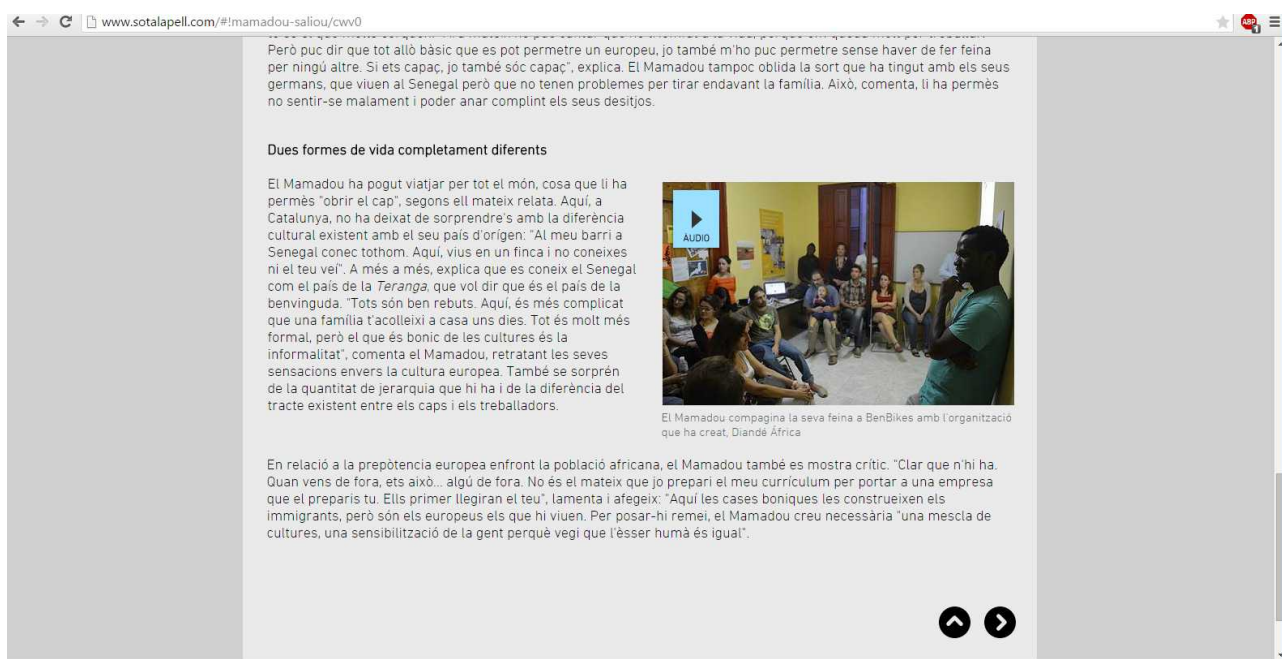 www.sotalapell.com/#!mamadou-saliou/cwv0
ABP
1
Però puc dir que tot allò bàsic que es pot permetre un europeu, jo també m'ho puc permetre sense haver de fer feina
per ningú altre. Si ets capaç, jo també sóc capaç", explica. El Mamadou tampoc oblida la sort que ha tingut amb els seus
germans, que viuen al Senegal però que no tenen problemes per tirar endavant la família. Això, comenta, li ha permès
no sentir-se malament i poder anar complint els seus desitjos.
Dues formes de vida completament diferents
El Mamadou ha pogut viatjar per tot el món, cosa que li ha
permès "obrir el cap", segons ell mateix relata. Aquí, a
Catalunya, no ha deixat de sorprendre's amb la diferència
cultural existent amb el seu país d'orígen: "Al meu barri a
Senegal conec tothom. Aquí, vius en un finca i no coneixes
ni el teu veí". A més a més, explica que es coneix el Senegal
com el país de la Teranga, que vol dir que és el país de la
benvinguda. "Tots són ben rebuts. Aquí, és més complicat
que una família t'acolleixi a casa uns dies. Tot és molt més
formal, però el que és bonic de les cultures és la
informalitat", comenta el Mamadou, retratant les seves
sensacions envers la cultura europea. També se sorprén
de la quantitat de jerarquia que hi ha i de la diferència del
tracte existent entre els caps i els treballadors.
ÀUDIO
El Mamadou compagina la seva feina a BenBikes amb l'organització
que ha creat, Diandé África
En relació a la prepòtencia europea enfront la població africana, el Mamadou també es mostra crític. "Clar que n'hi ha.
Quan vens de fora, ets això... algú de fora. No és el mateix que jo prepari el meu currículum per portar a una empresa
que el preparis tu. Ells primer llegiran el teu", lamenta i afegeix: "Aquí les cases boniques les construeixen els
immigrants, però són els europeus els que hi viuen. Per posar-hi remei, el Mamadou creu necessària "una mescla de
cultures, una sensibilització de la gent perquè vegi que l'èsser humà és igual".